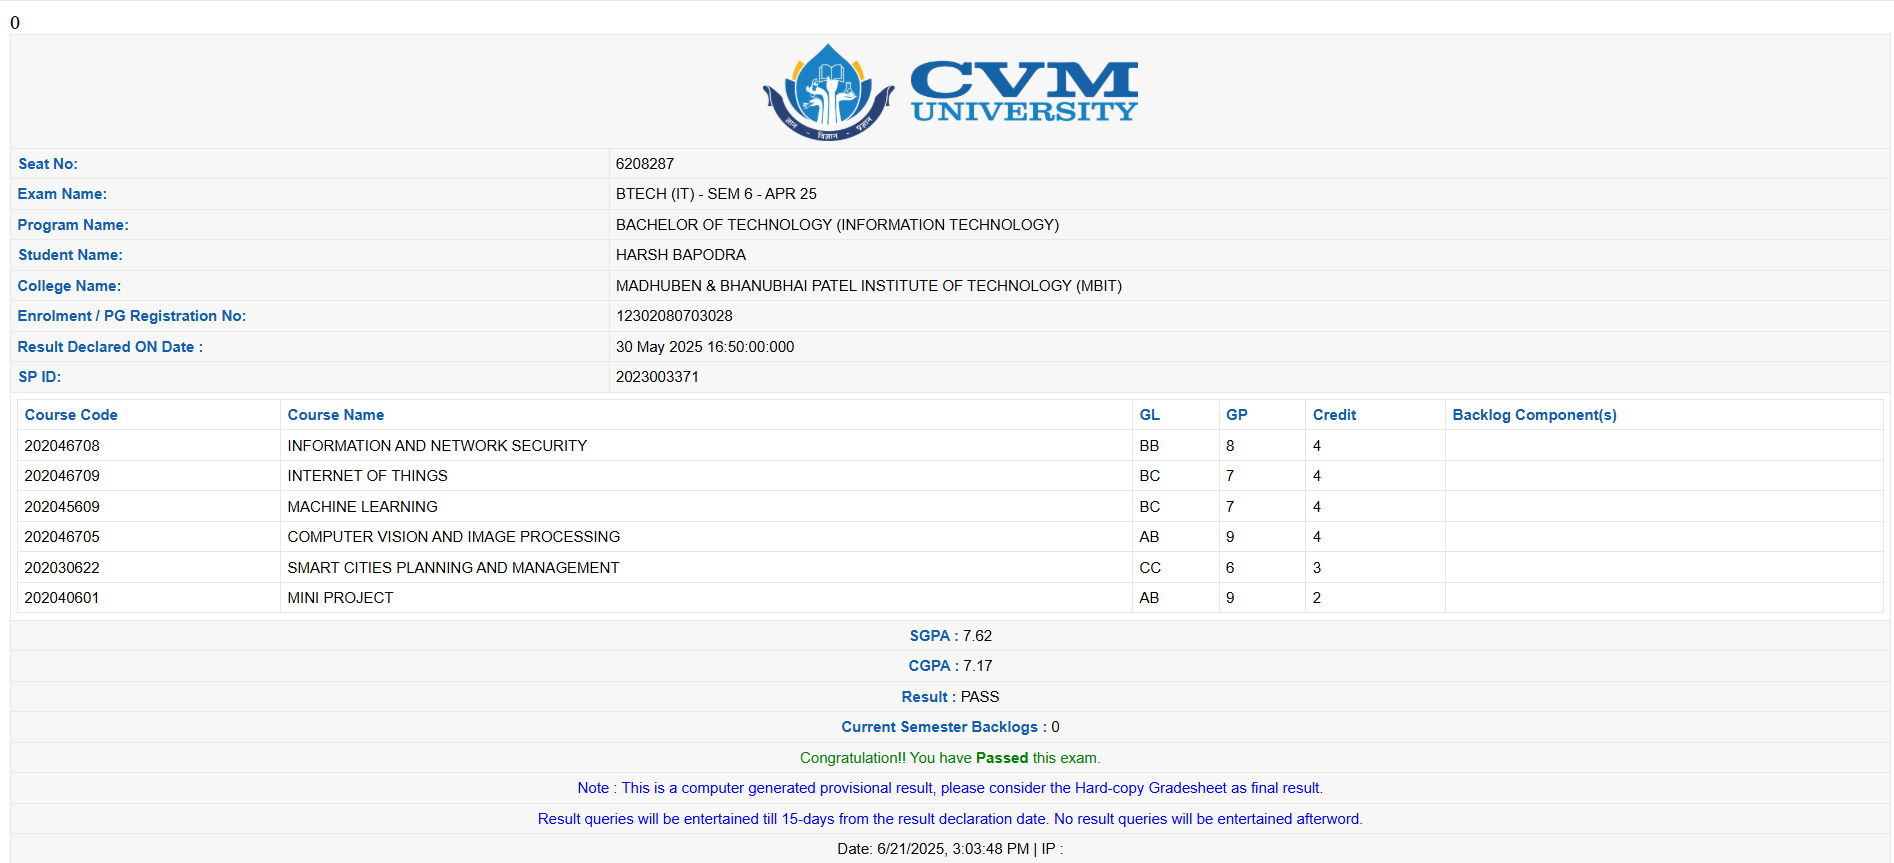 0
ज्ञान - विज्ञान - प्रज्ञान
CVM
UNIVERSITY
Seat No: 6208287
Exam Name: BTECH (IT) - SEM 6 - APR 25
Program Name: BACHELOR OF TECHNOLOGY (INFORMATION TECHNOLOGY)
Student Name: HARSH BAPODRA
College Name: MADHUBEN & BHANUBHAI PATEL INSTITUTE OF TECHNOLOGY (MBIT)
Enrolment / PG Registration No: 12302080703028
Result Declared ON Date : 30 May 2025 16:50:00:000
SP ID: 2023003371
Course Code Course Name GL GP Credit Backlog Component(s)
202046708 INFORMATION AND NETWORK SECURITY BB 8 4
202046709 INTERNET OF THINGS BC 7 4
202045609 MACHINE LEARNING BC 7 4
202046705 COMPUTER VISION AND IMAGE PROCESSING AB 9 4
202030622 SMART CITIES PLANNING AND MANAGEMENT CC 6 3
202040601 MINI PROJECT AB 9 2
SGPA : 7.62
CGPA : 7.17
Result : PASS
Current Semester Backlogs : 0
Congratulation!! You have Passed this exam.
Note : This is a computer generated provisional result, please consider the Hard-copy Gradesheet as final result.
Result queries will be entertained till 15-days from the result declaration date. No result queries will be entertained afterword.
Date: 6/21/2025, 3:03:48 PM | IP :